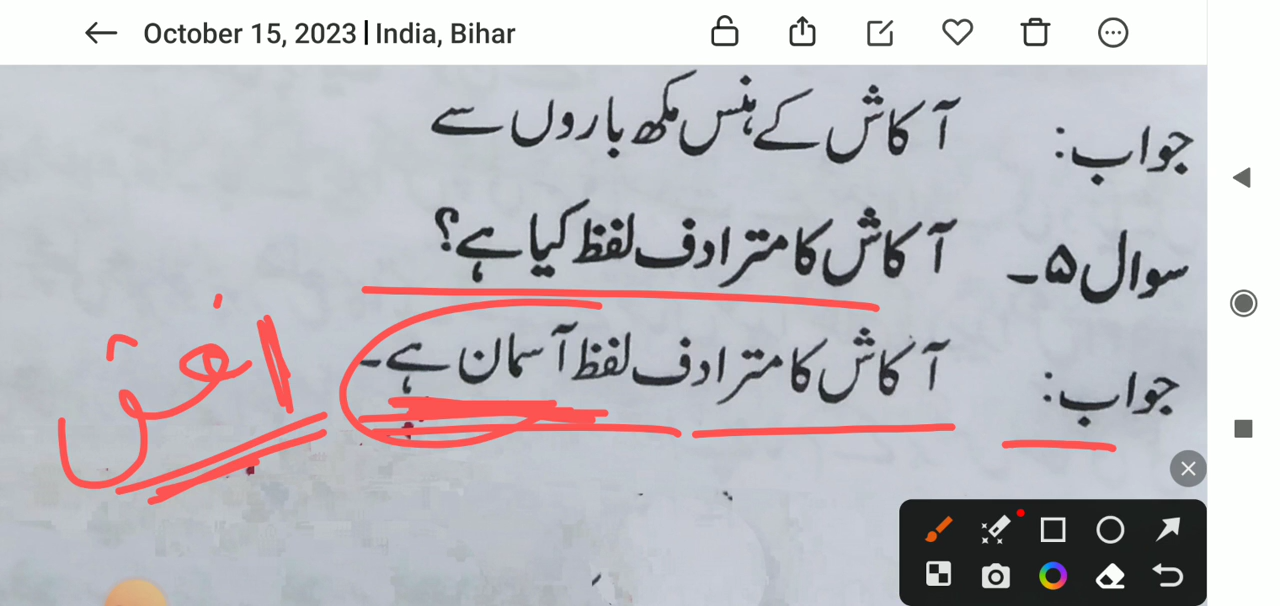 October 15, 2023 | India, Bihar
جواب: آکاش کے ہنس مکھ باروں سے
سوال ۵۔ آکاش کا مترادف لفظ کیا ہے؟
جواب: آکاش کا مترادف لفظ آسمان ہے۔
افق